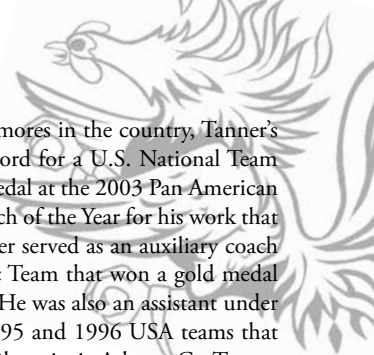 mores in the country, Tanner's
ord for a U.S. National Team
edal at the 2003 Pan American
ch of the Year for his work that
er served as an auxiliary coach
Team that won a gold medal
He was also an assistant under
95 and 1996 USA teams that